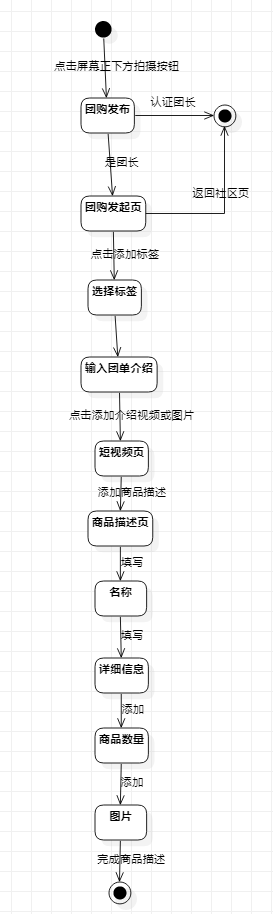 点击屏幕正下方拍摄按钮
团购发布
认证团长
是团长
返回社区页
团购发起页
点击添加标签
选择标签
输入团单介绍
点击添加介绍视频或图片
短视频页
添加商品描述
商品描述页
填写
名称
填写
详细信息
添加
商品数量
添加
图片
完成商品描述